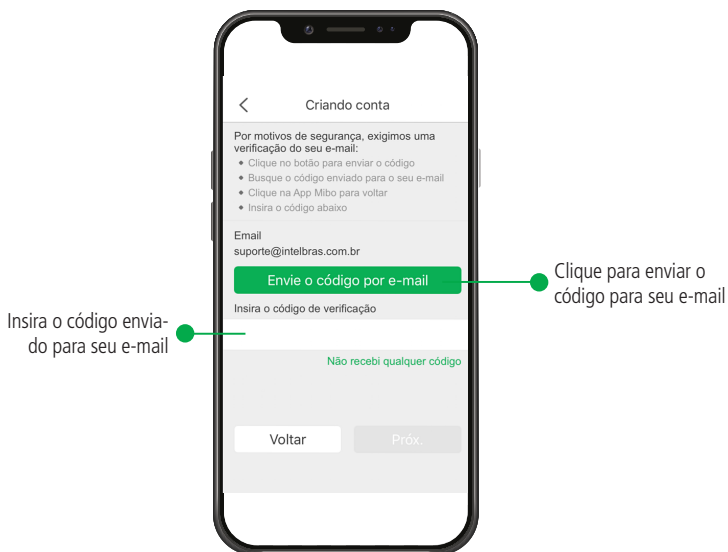 Criando conta
Por motivos de segurança, exigimos uma
verificação do seu e-mail:
• Clique no botão para enviar o código
• Busque o código enviado para o seu e-mail
• Clique na App Mibo para voltar
• Insira o código abaixo
Email
suporte@intelbras.com.br
Envie o código por e-mail
Clique para enviar o
código para seu e-mail
Insira o código de verificação
Insira o código envia-
do para seu e-mail
Não recebi qualquer código
Voltar
Próx.